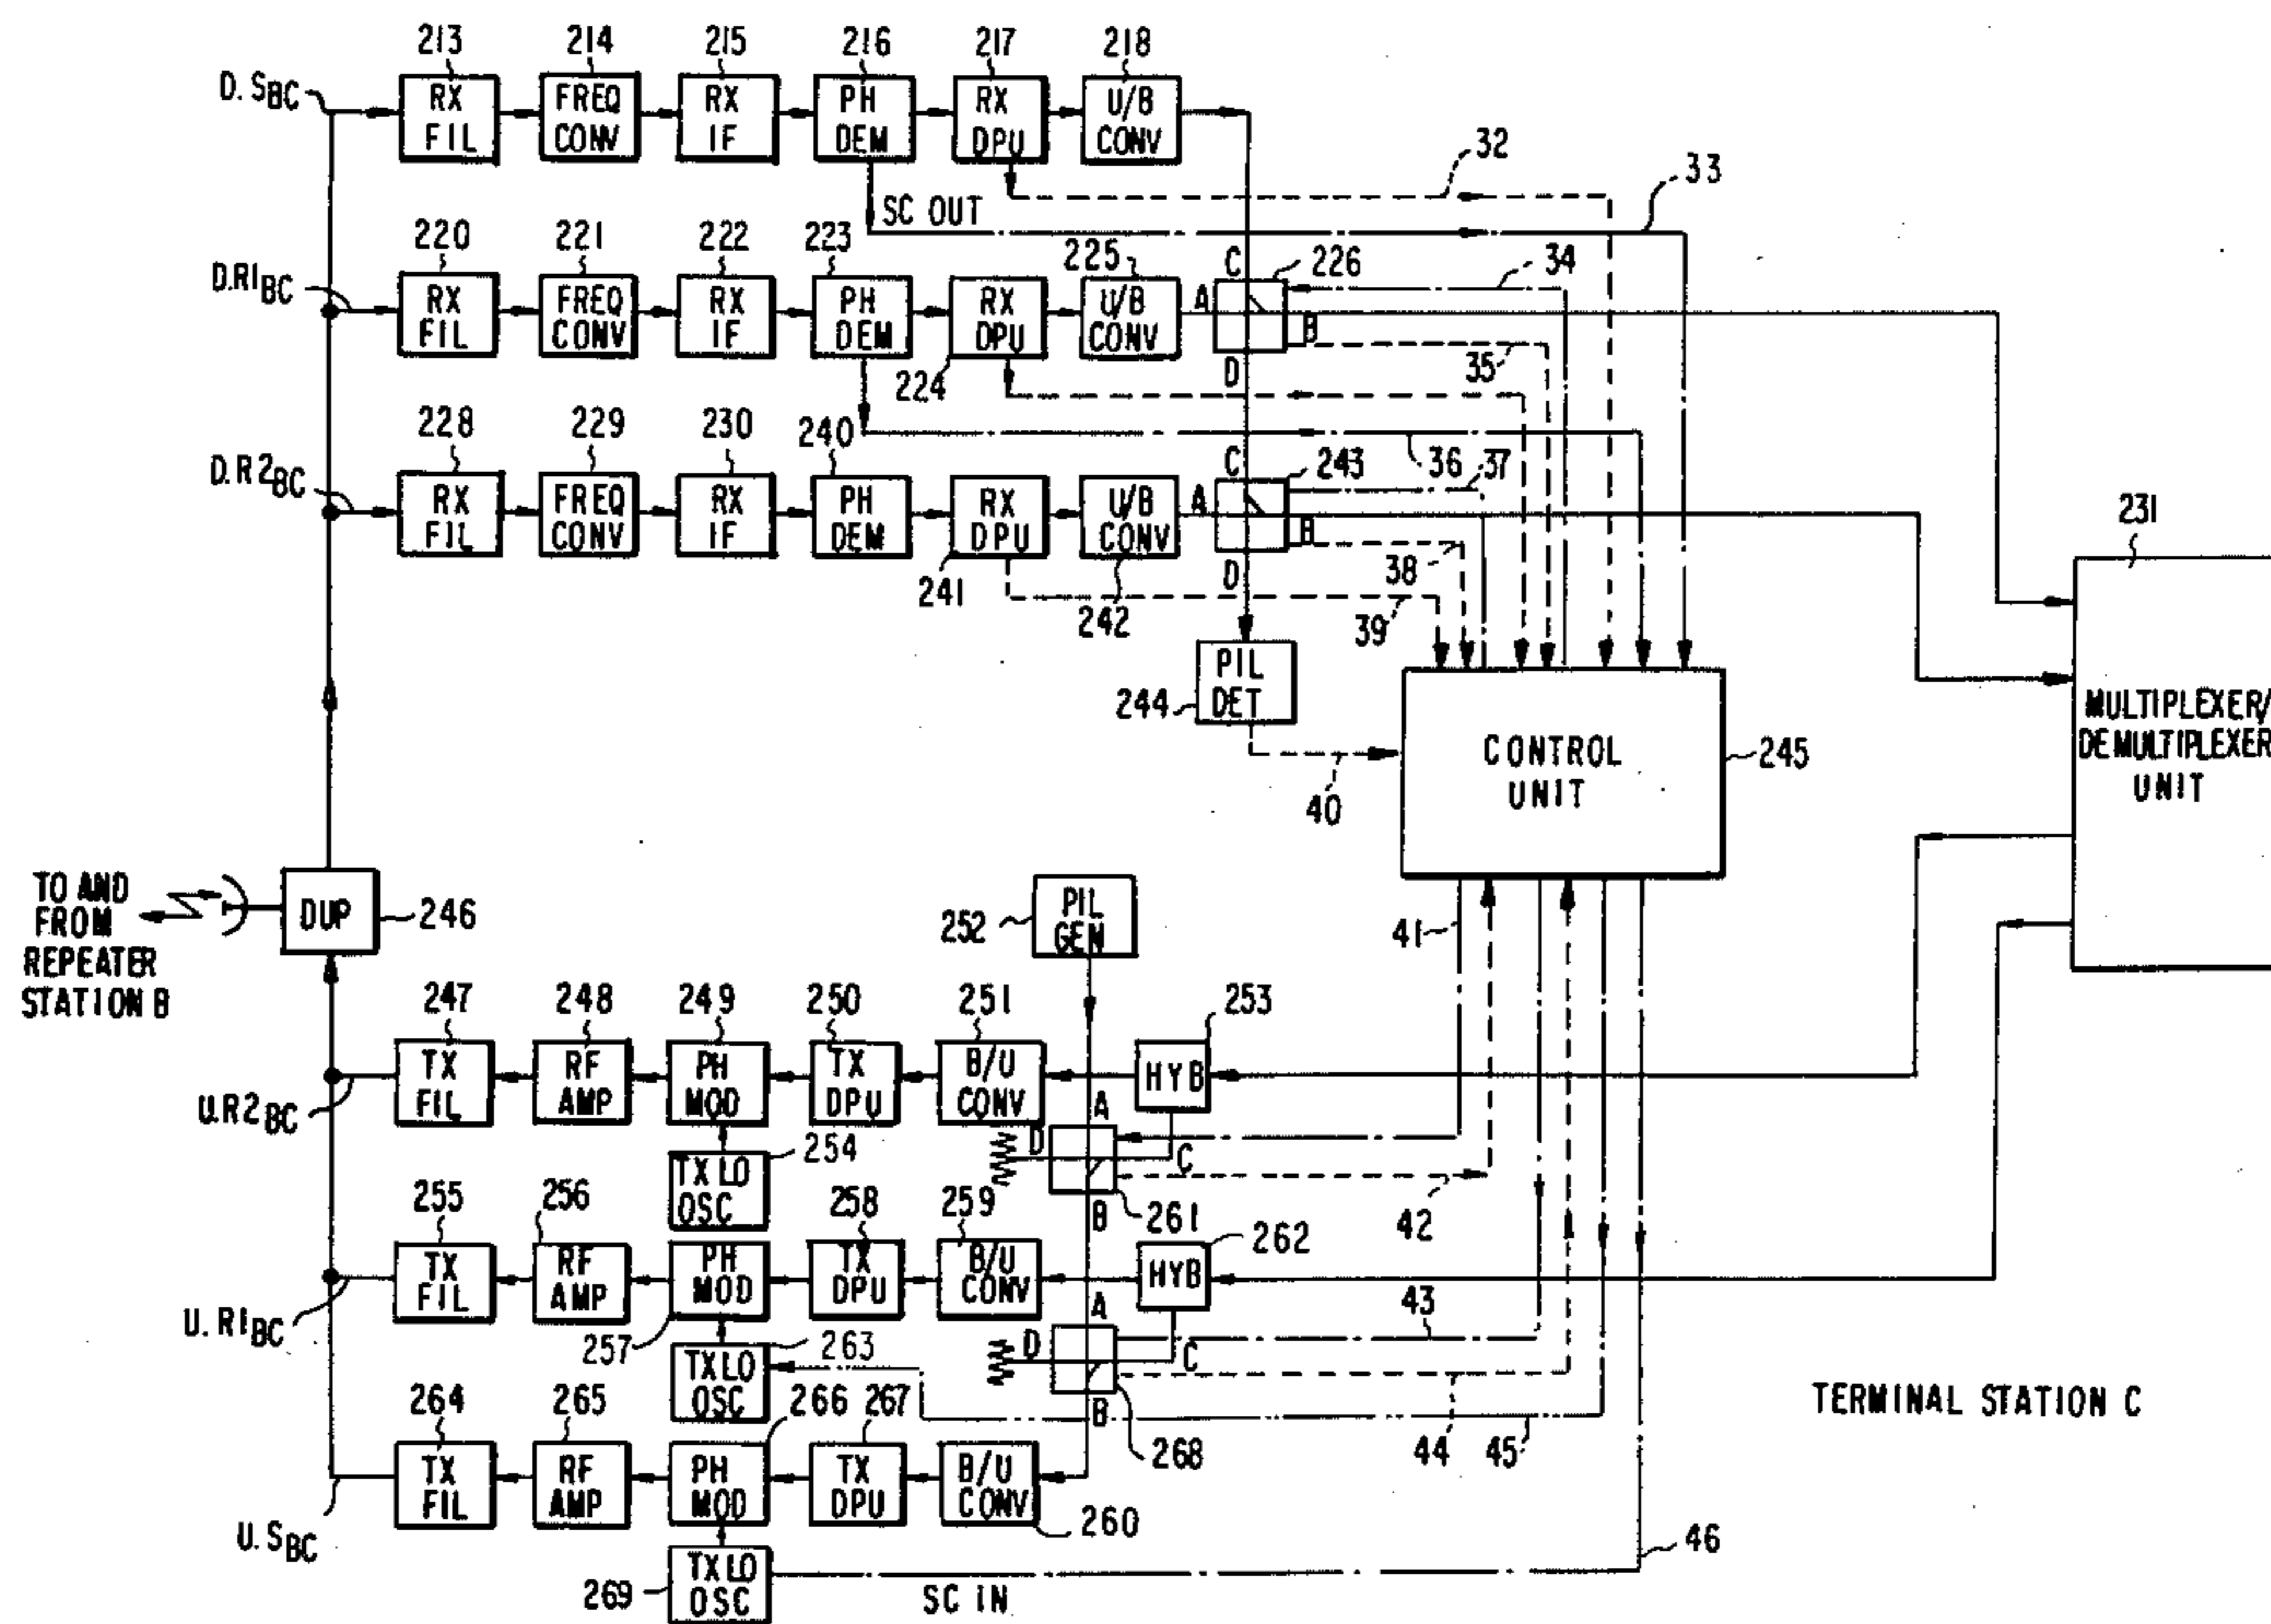 213 214 215 216 217 218
D.SBC
RX FIL
FREQ CONV
RX IF
PH DEM
RX DPU
U/B CONV
32
33
SC OUT
220 221 222 223 225
C
226
34
D.R1BC
RX FIL
FREQ CONV
RX IF
PH DEM
RX DPU
U/B CONV
A
B
224
D
35
228 229 230 240
36
37
C
243
D.R2BC
RX FIL
FREQ CONV
RX IF
PH DEM
RX DPU
U/B CONV
A
B
38
231
241
242
D
39
PIL DET
244
CONTROL UNIT
245
MULTIPLEXER/
DEMULTIPLEXER
UNIT
40
TO AND
FROM
REPEATER
STATION B
DUP
246
252
PIL GEN
41
247 248 249 250 251 253
TX FIL
RF AMP
PH MOD
TX DPU
B/U CONV
HYB
U.R2BC
A
D
C
254
TX LO OSC
B
261
42
255 256 258 259 262
TX FIL
RF AMP
PH MOD
TX DPU
B/U CONV
HYB
U.R1BC
A
43
257
263
D
C
TX LO OSC
B
268
44
45
TERMINAL STATION C
264 265 266 267
TX FIL
RF AMP
PH MOD
TX DPU
B/U CONV
260
U.SBC
46
269
TX LO OSC
SC IN